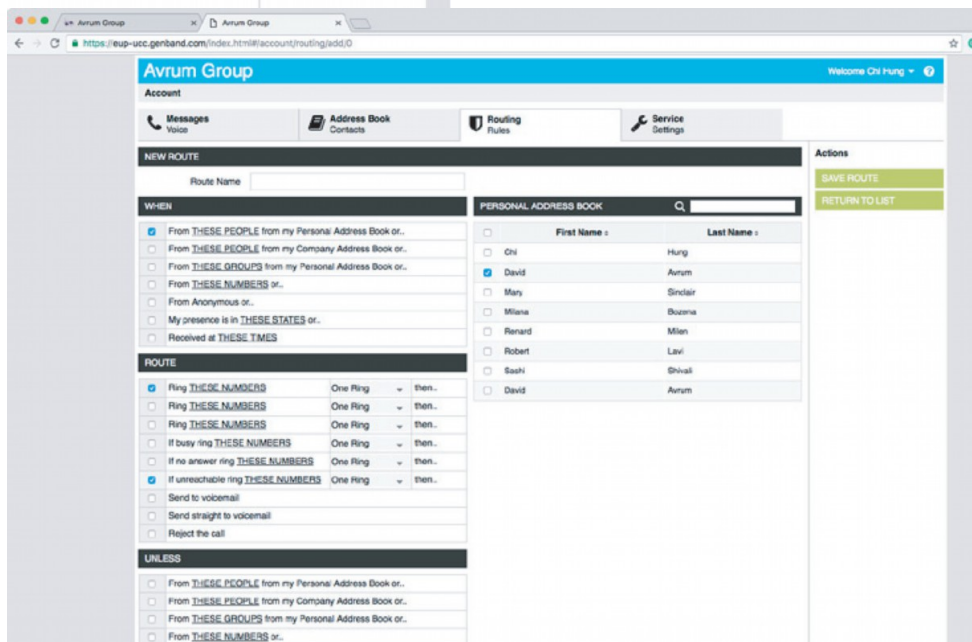 Avrum Group
Avrum Group
https://eup-ucc.genband.com/index.html#/account/routing/add/0
Avrum Group
Welcome Chi Hung
Account
Messages
Voice
Address Book
Contacts
Routing
Rules
Service
Settings
NEW ROUTE
Route Name
WHEN
From THESE PEOPLE from my Personal Address Book or..
From THESE PEOPLE from my Company Address Book or..
From THESE GROUPS from my Personal Address Book or..
From THESE NUMBERS or..
From Anonymous or..
My presence is in THESE STATES or..
Received at THESE TIMES
ROUTE
Ring THESE NUMBERS One Ring then..
Ring THESE NUMBERS One Ring then..
Ring THESE NUMBERS One Ring then..
If busy ring THESE NUMBERS One Ring then..
If no answer ring THESE NUMBERS One Ring then..
If unreachable ring THESE NUMBERS One Ring then..
Send to voicemail
Send straight to voicemail
Reject the call
UNLESS
From THESE PEOPLE from my Personal Address Book or..
From THESE PEOPLE from my Company Address Book or..
From THESE GROUPS from my Personal Address Book or..
From THESE NUMBERS or..
PERSONAL ADDRESS BOOK
First Name Last Name
Chi Hung
David Avrum
Mary Sinclair
Milana Bozena
Renard Milen
Robert Lavi
Sashi Shivali
David Avrum
Actions
SAVE ROUTE
RETURN TO LIST